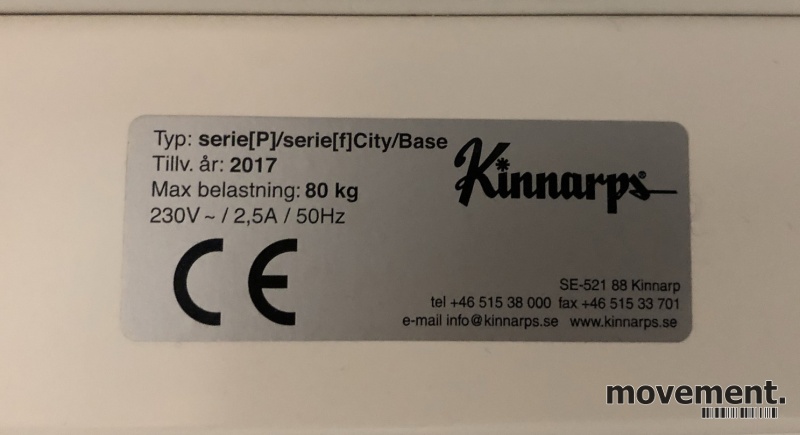 Typ: serie[P]/serie[f]City/Base
Tillv. år: 2017
Max belastning: 80 kg
230V ~ / 2,5A / 50Hz
Kinnarps®
CE
SE-521 88 Kinnarp
tel +46 515 38 000 fax +46 515 33 701
e-mail info@kinnarps.se www.kinnarps.se
movement.